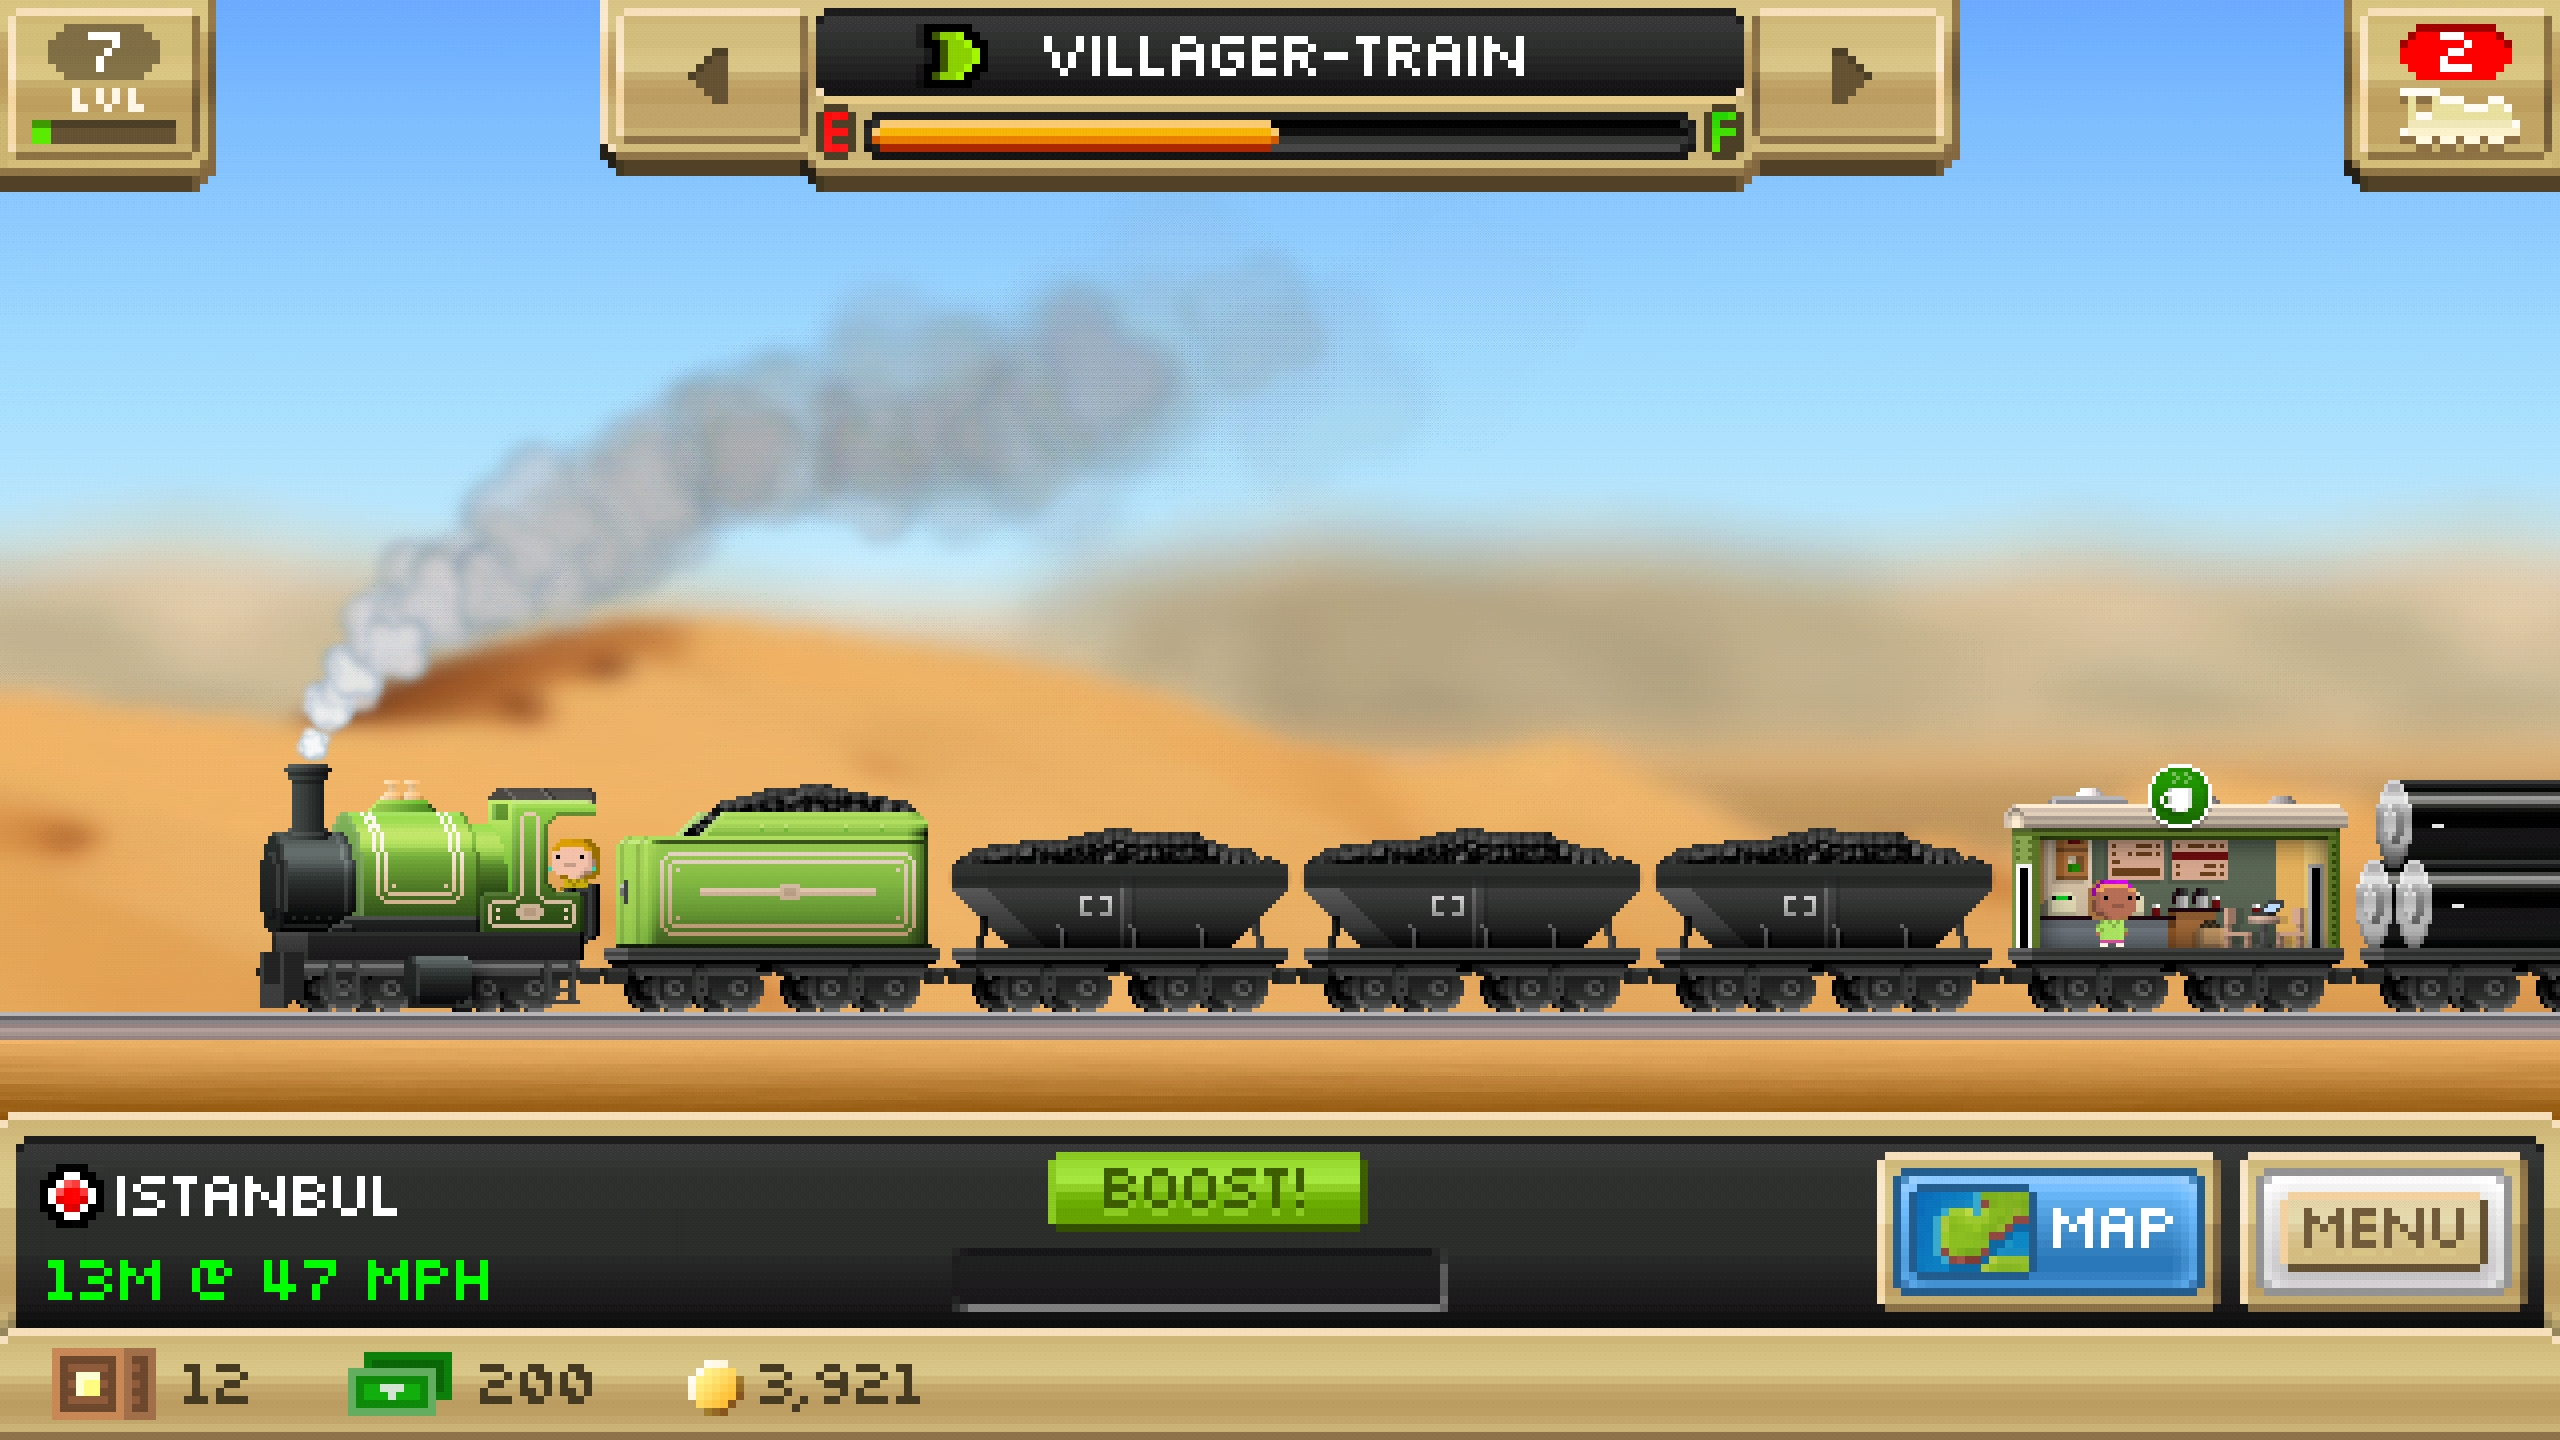 7
LVL
VILLAGER-TRAIN
E F
2
ISTANBUL
13M @ 47 MPH
BOOST!
MAP
MENU
12 200 3,921